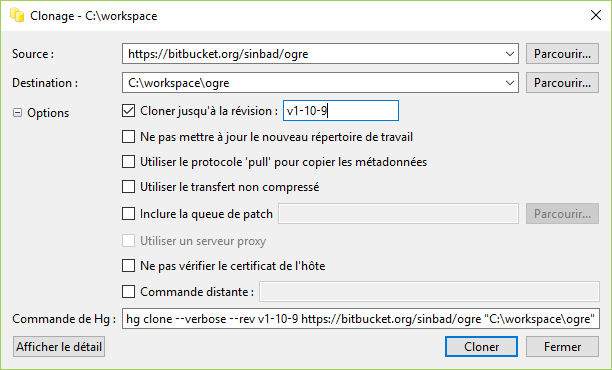 Clonage - C:\workspace
Source : https://bitbucket.org/sinbad/ogre Parcourir...
Destination : C:\workspace\ogre Parcourir...
Options Cloner jusqu'à la révision : v1-10-9
Ne pas mettre à jour le nouveau répertoire de travail
Utiliser le protocole 'pull' pour copier les métadonnées
Utiliser le transfert non compressé
Inclure la queue de patch Parcourir...
Utiliser un serveur proxy
Ne pas vérifier le certificat de l'hôte
Commande distante :
Commande de Hg : hg clone --verbose --rev v1-10-9 https://bitbucket.org/sinbad/ogre "C:\workspace\ogre"
Afficher le détail Cloner Fermer